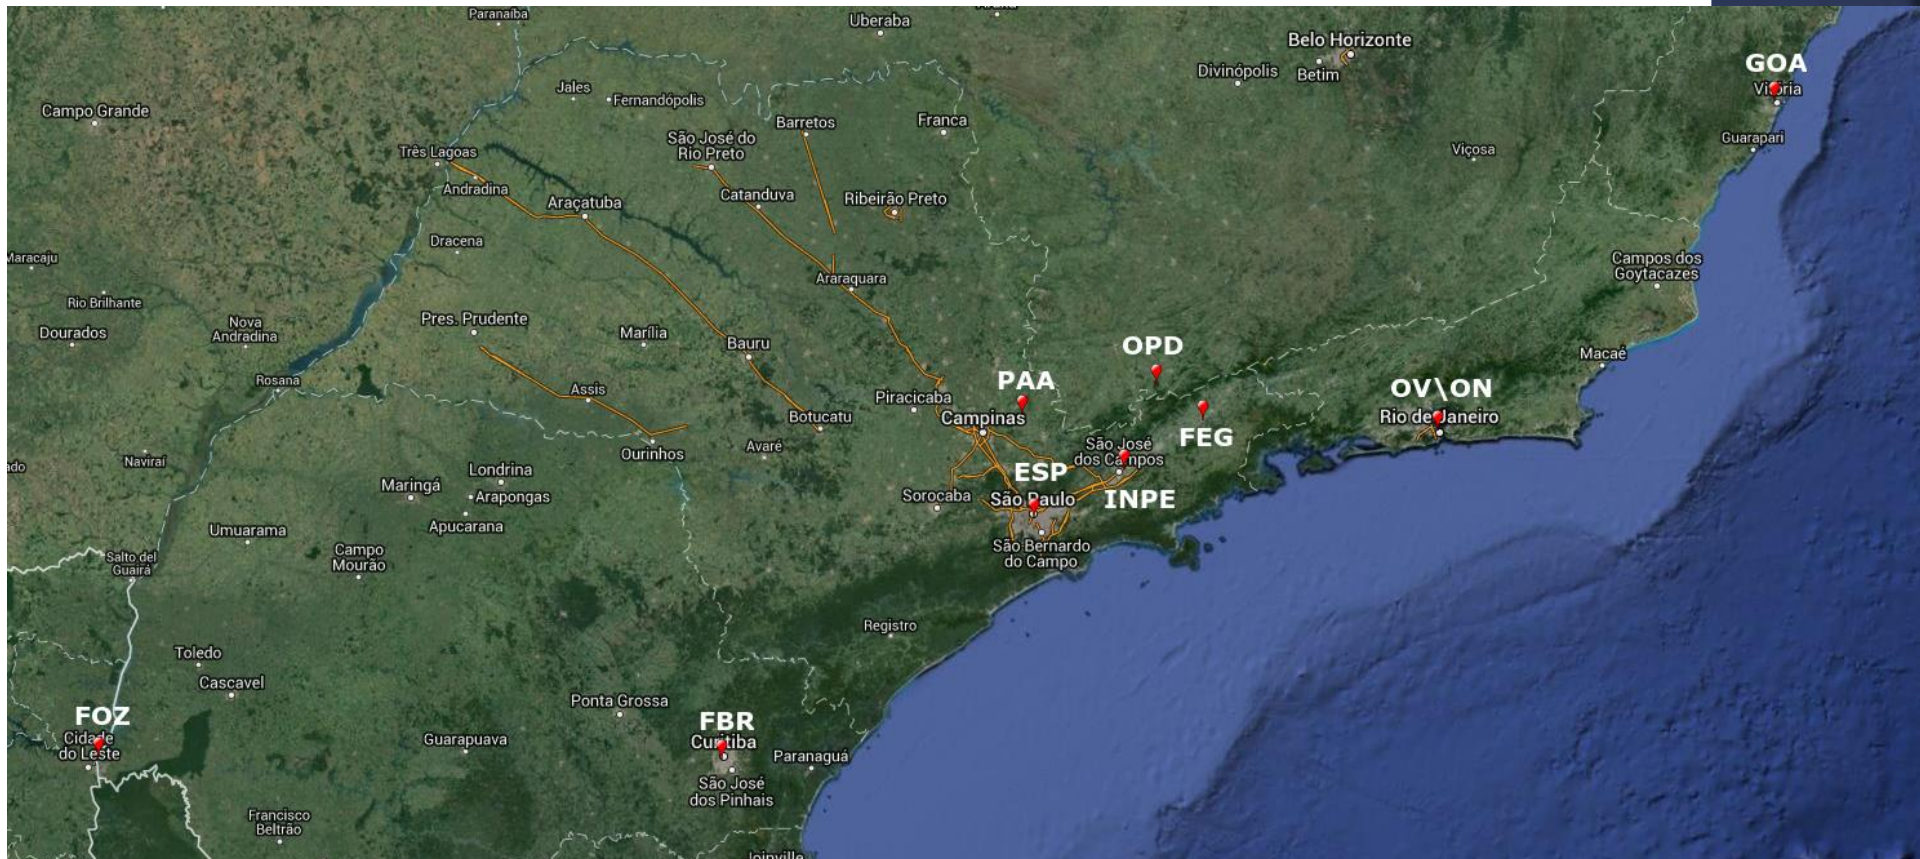 Paranaíba
Uberaba
Belo Horizonte
Divinópolis
Betim
GOA
Vitória
Jales
Fernandópolis
Campo Grande
Barretos
Franca
São José do
Rio Preto
Guarapari
Três Lagoas
Viçosa
Andradina
Catanduva
Ribeirão Preto
Araçatuba
Dracena
Maracaju
Campos dos
Goytacazes
Araraquara
Rio Brilhante
Nova
Andradina
Pres. Prudente
Marília
Dourados
Bauru
OPD
Macaé
Rosana
PAA
Assis
OV\ON
Piracicaba
Campinas
Botucatu
Rio de Janeiro
FEG
Ourinhos
Avaré
São José
dos Campos
Naviraí
Londrina
ESP
Maringá
Arapongas
Sorocaba
São Paulo
INPE
Apucarana
Umuarama
Campo
Mourão
São Bernardo
do Campo
Salto del
Guairá
Registro
Toledo
Cascavel
Ponta Grossa
FOZ
FBR
Cidade
do Leste
Guarapuava
Curitiba
Paranaguá
São José
dos Pinhais
Francisco
Beltrão
Joinville